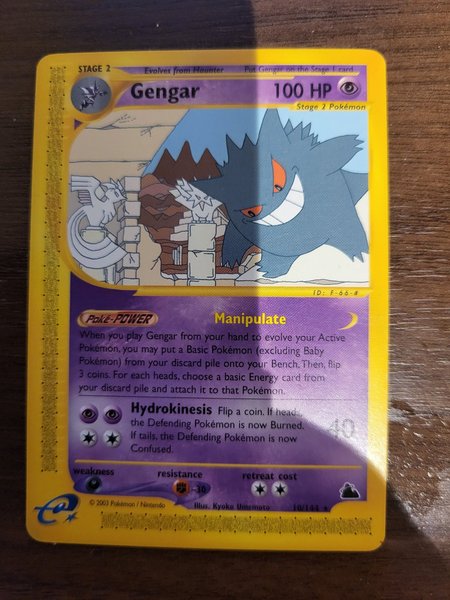 STAGE 2 Evolves from Haunter Put Gengar on the Stage 1 card
Gengar 100 HP
Stage 2 Pokémon
ID: F-66-#
Poké-POWER Manipulate
When you play Gengar from your hand to evolve your Active
Pokémon, you may put a Basic Pokémon (excluding Baby
Pokémon) from your discard pile onto your Bench. Then, flip
3 coins. For each heads, choose a basic Energy card from
your discard pile and attach it to that Pokémon.
Hydrokinesis Flip a coin. If heads,
the Defending Pokémon is now Burned. 40
If tails, the Defending Pokémon is now
Confused.
weakness resistance retreat cost
-30
© 2003 Pokémon / Nintendo Illus. Kyoko Umemoto 10/144 ★
e